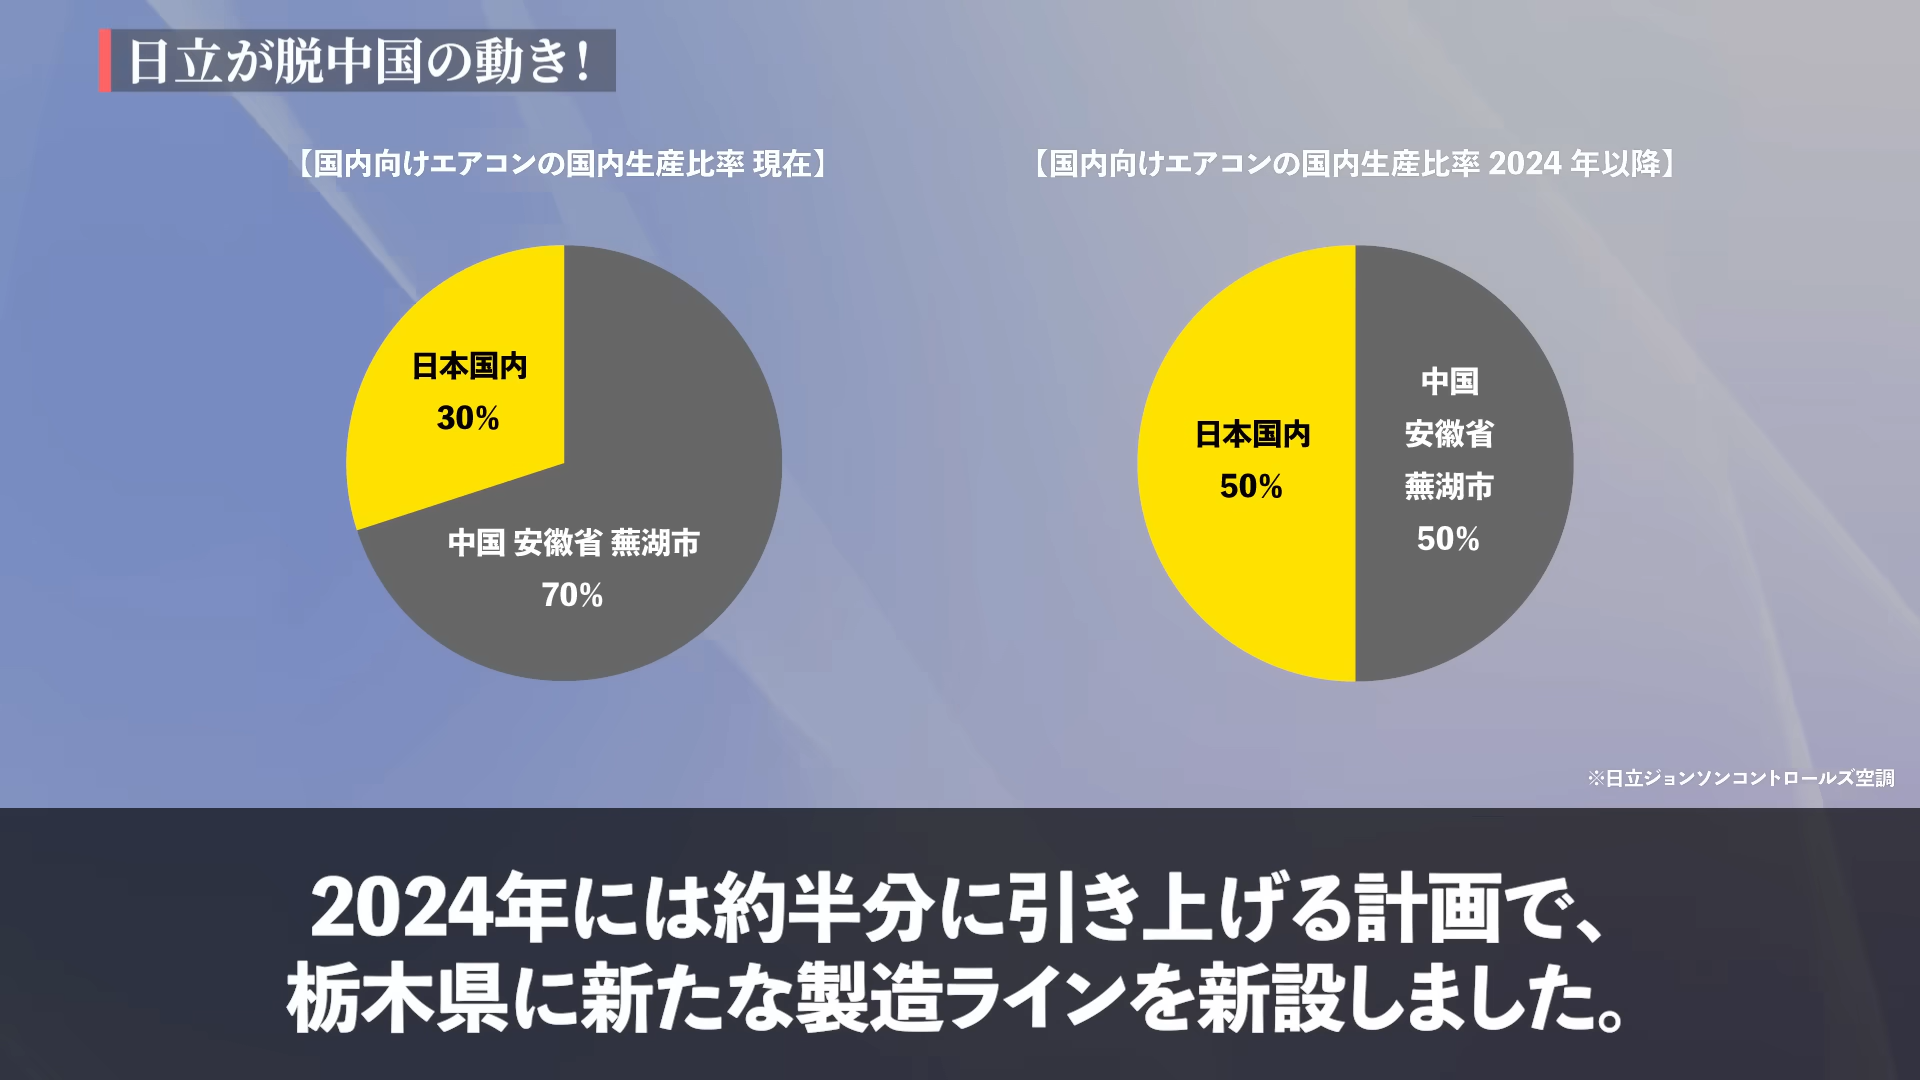 日立が脱中国の動き!
【国内向けエアコンの国内生産比率 現在】
日本国内
30%
中国 安徽省 蕪湖市
70%
【国内向けエアコンの国内生産比率 2024 年以降】
日本国内
50%
中国
安徽省
蕪湖市
50%
※日立ジョンソンコントロールズ空調
2024年には約半分に引き上げる計画で、
栃木県に新たな製造ラインを新設しました。